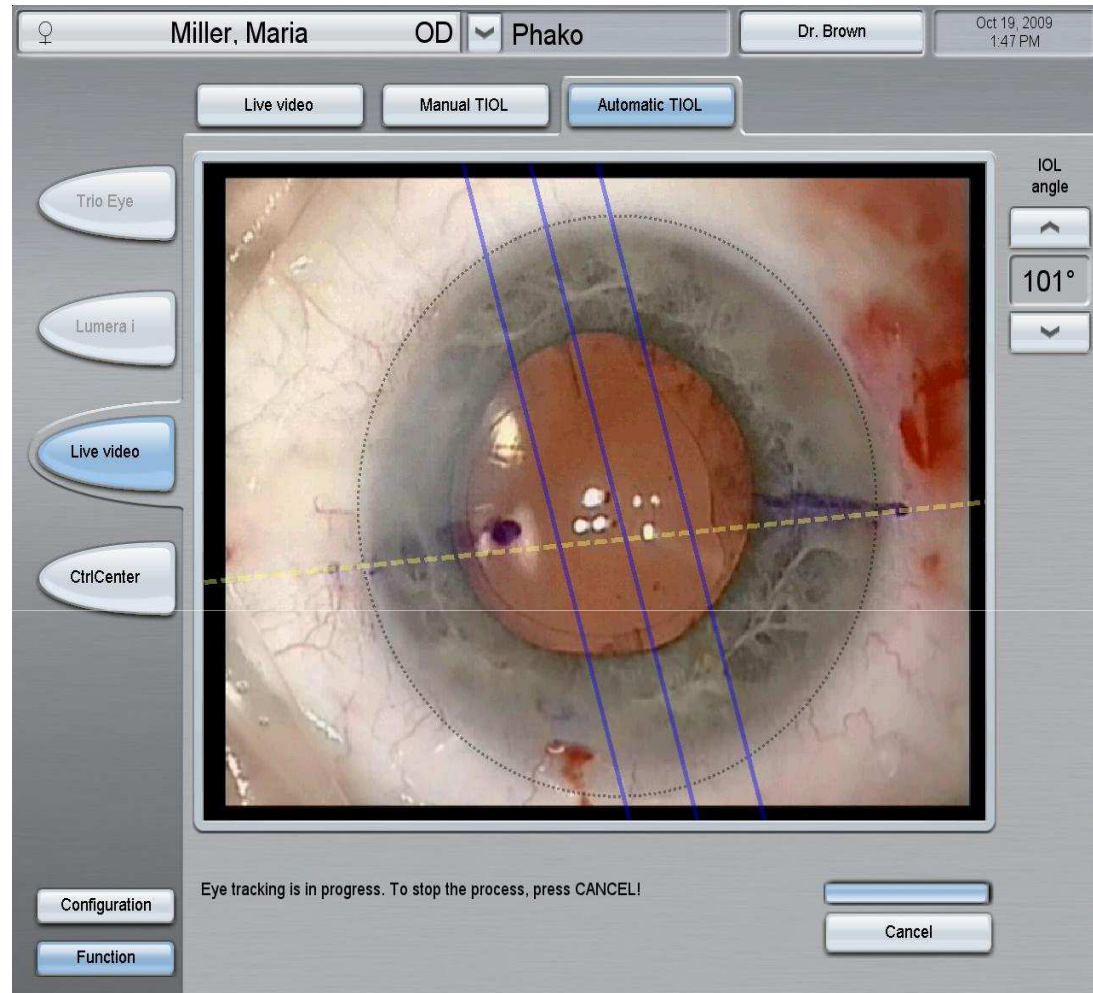 Miller, Maria OD Phako Dr. Brown Oct 19, 2009
1:47 PM
Live video Manual TIOL Automatic TIOL
IOL
angle
Trio Eye
101°
Lumera i
Live video
CtrlCenter
Eye tracking is in progress. To stop the process, press CANCEL!
Configuration
Cancel
Function